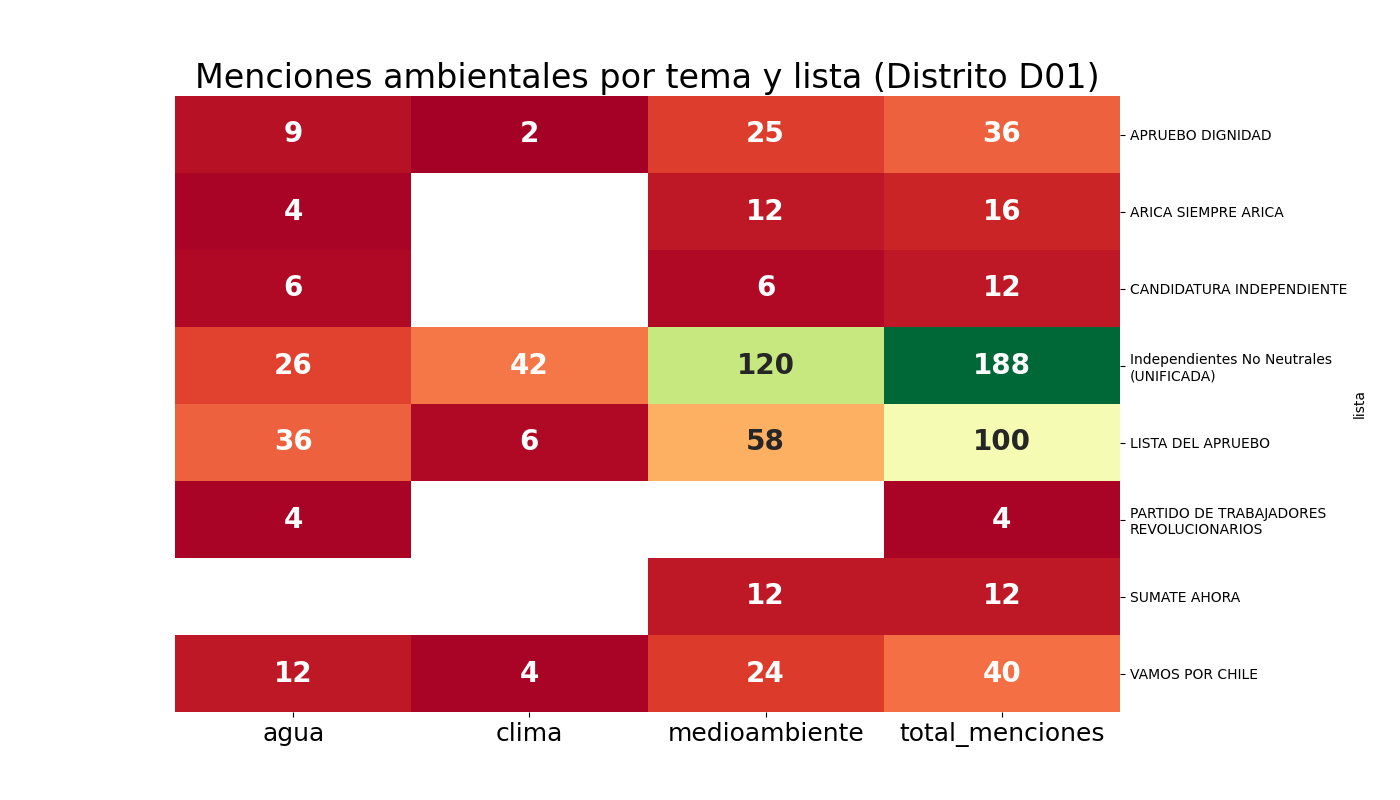 Menciones ambientales por tema y lista (Distrito D01)
9 2 25 36 APRUEBO DIGNIDAD
4 12 16 ARICA SIEMPRE ARICA
6 6 12 CANDIDATURA INDEPENDIENTE
26 42 120 188 Independientes No Neutrales
(UNIFICADA)
lista
36 6 58 100 LISTA DEL APRUEBO
4 4 PARTIDO DE TRABAJADORES
REVOLUCIONARIOS
12 12 SUMATE AHORA
12 4 24 40 VAMOS POR CHILE
agua clima medioambiente total_menciones